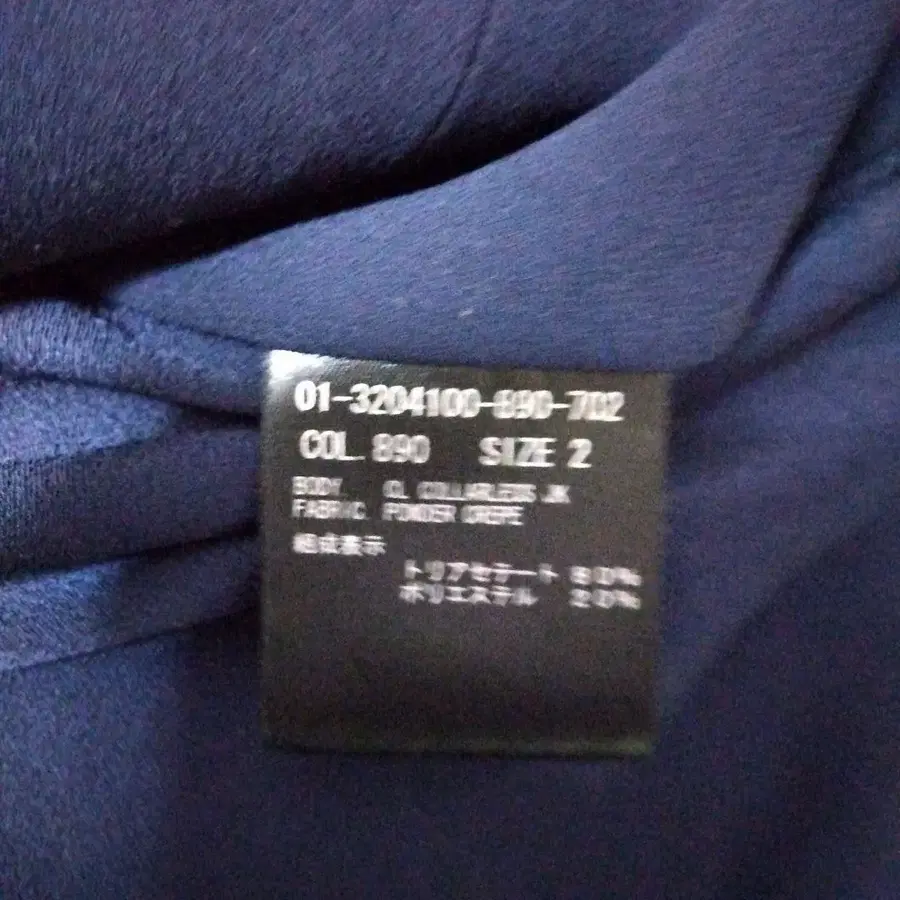 01-3204100-890-702
COL. 890 SIZE 2
BODY. CL COLLARLESS JK
FABRIC. POWDER CREPE
組成表示
トリアセテート 80%
ポリエステル 20%